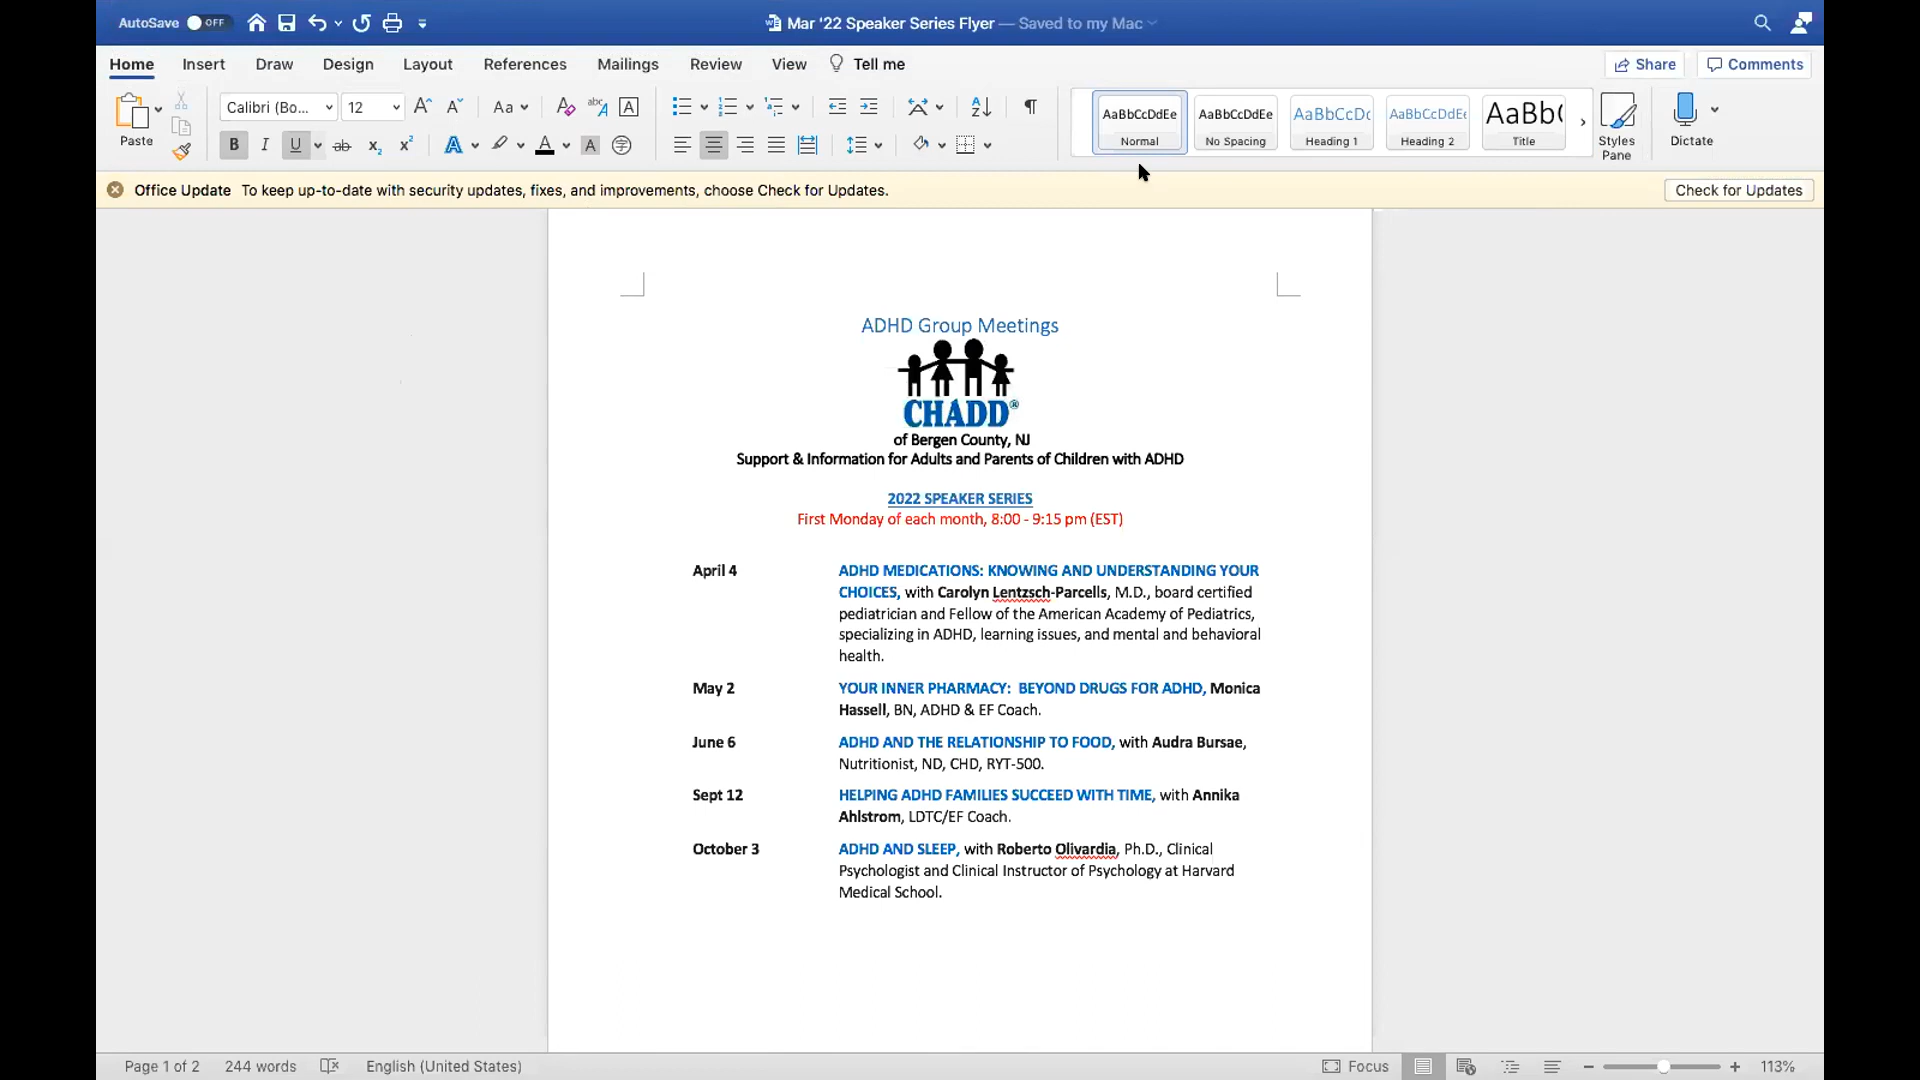 AutoSave OFF
Mar '22 Speaker Series Flyer — Saved to my Mac
Home Insert Draw Design Layout References Mailings Review View Tell me
Share Comments
Paste
Calibri (Bo... 12
AaBbCcDdEe AaBbCcDdEe AaBbCcDc AaBbCcDdEe AaBb(
Normal No Spacing Heading 1 Heading 2 Title
Styles
Pane
Dictate
Office Update To keep up-to-date with security updates, fixes, and improvements, choose Check for Updates.
Check for Updates
ADHD Group Meetings
CHADD®
of Bergen County, NJ
Support & Information for Adults and Parents of Children with ADHD
2022 SPEAKER SERIES
First Monday of each month, 8:00 - 9:15 pm (EST)
April 4 ADHD MEDICATIONS: KNOWING AND UNDERSTANDING YOUR
CHOICES, with Carolyn Lentzsch-Parcells, M.D., board certified
pediatrician and Fellow of the American Academy of Pediatrics,
specializing in ADHD, learning issues, and mental and behavioral
health.
May 2 YOUR INNER PHARMACY: BEYOND DRUGS FOR ADHD, Monica
Hassell, BN, ADHD & EF Coach.
June 6 ADHD AND THE RELATIONSHIP TO FOOD, with Audra Bursae,
Nutritionist, ND, CHD, RYT-500.
Sept 12 HELPING ADHD FAMILIES SUCCEED WITH TIME, with Annika
Ahlstrom, LDTC/EF Coach.
October 3 ADHD AND SLEEP, with Roberto Olivardia, Ph.D., Clinical
Psychologist and Clinical Instructor of Psychology at Harvard
Medical School.
Page 1 of 2 244 words English (United States) Focus 113%